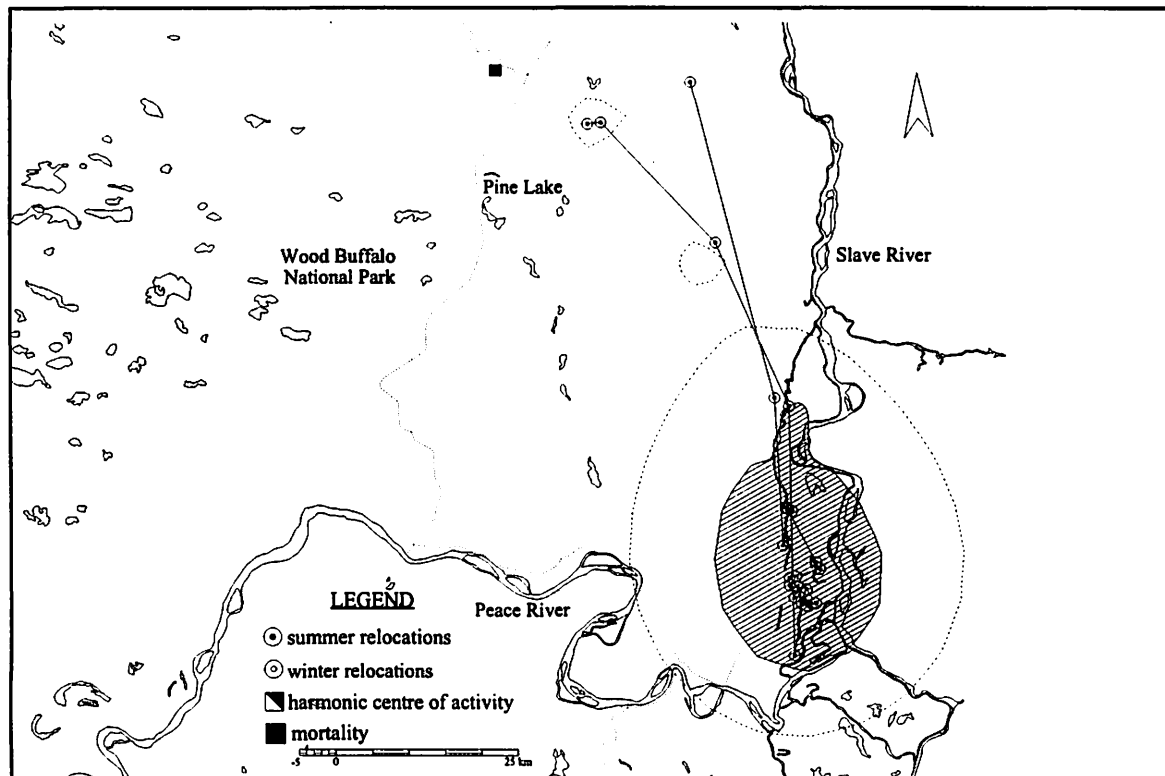 Pine Lake
Wood Buffalo
National Park
Slave River
LEGEND
Peace River
summer relocations
winter relocations
harmonic centre of activity
mortality
-5 0 25 km